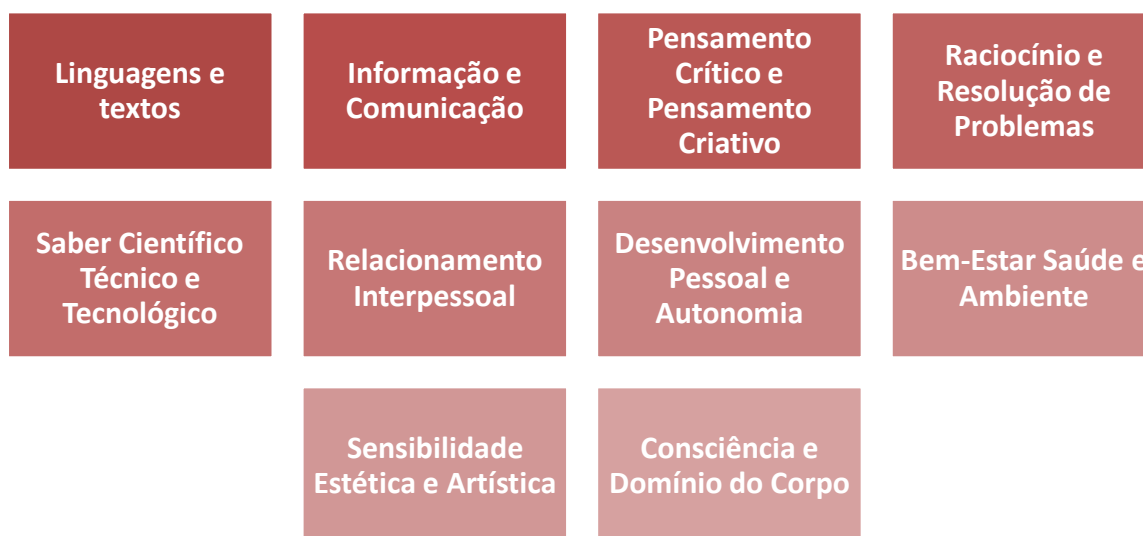 Linguagens e
textos
Informação e
Comunicação
Pensamento
Crítico e
Pensamento
Criativo
Raciocínio e
Resolução de
Problemas
Saber Científico
Técnico e
Tecnológico
Relacionamento
Interpessoal
Desenvolvimento
Pessoal e
Autonomia
Bem-Estar Saúde e
Ambiente
Sensibilidade
Estética e Artística
Consciência e
Domínio do Corpo